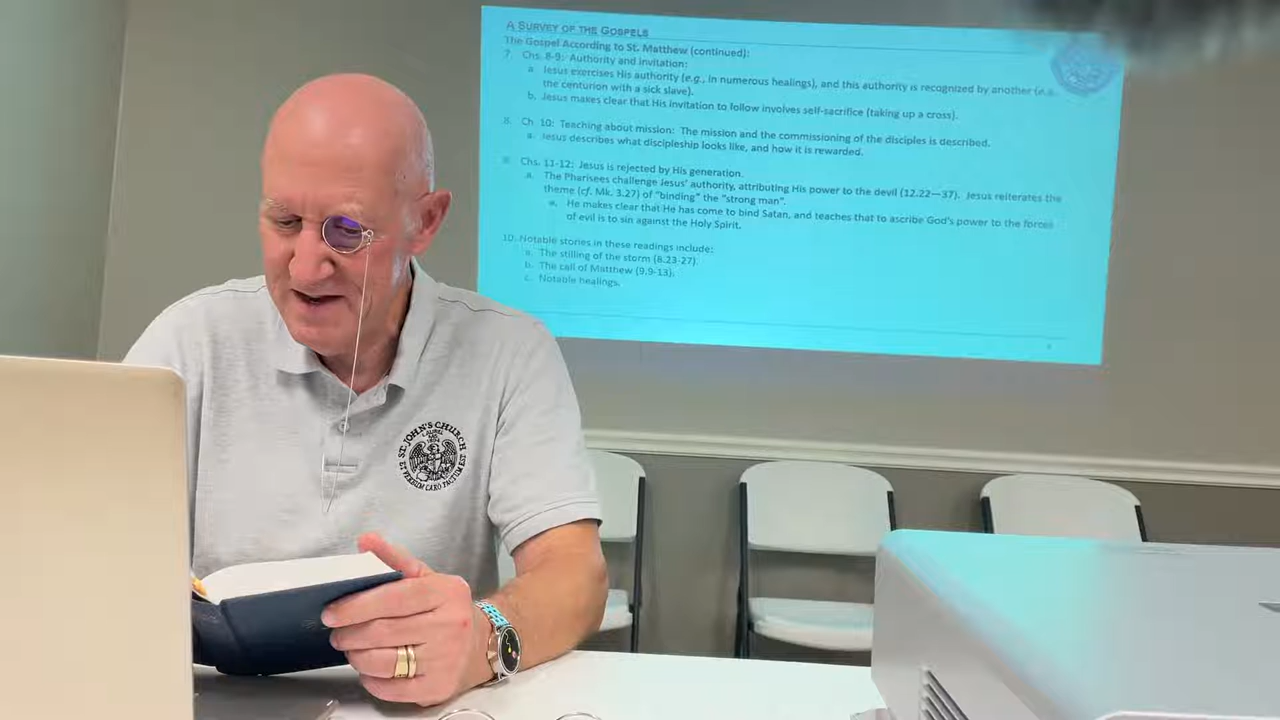 A SURVEY OF THE GOSPELS
The Gospel According to St. Matthew (continued):
7. Chs. 8-9: Authority and invitation:
a. Jesus exercises His authority (e.g., in numerous healings), and this authority is recognized by another (e.g.
the centurion with a sick slave).
b. Jesus makes clear that His invitation to follow involves self-sacrifice (taking up a cross).
8. Ch 10: Teaching about mission: The mission and the commissioning of the disciples is described.
a. Jesus describes what discipleship looks like, and how it is rewarded.
9. Chs. 11-12: Jesus is rejected by His generation.
a. The Pharisees challenge Jesus' authority, attributing His power to the devil (12.22—37). Jesus reiterates the
theme (cf. Mk. 3.27) of "binding" the "strong man".
a. He makes clear that He has come to bind Satan, and teaches that to ascribe God's power to the forces
of evil is to sin against the Holy Spirit.
10. Notable stories in these readings include:
a. The stilling of the storm (8.23-27).
b. The call of Matthew (9.9-13).
c. Notable healings.
ST. JOHN'S CHURCH
LAUREL
ET VERBUM CARO FACTUM EST